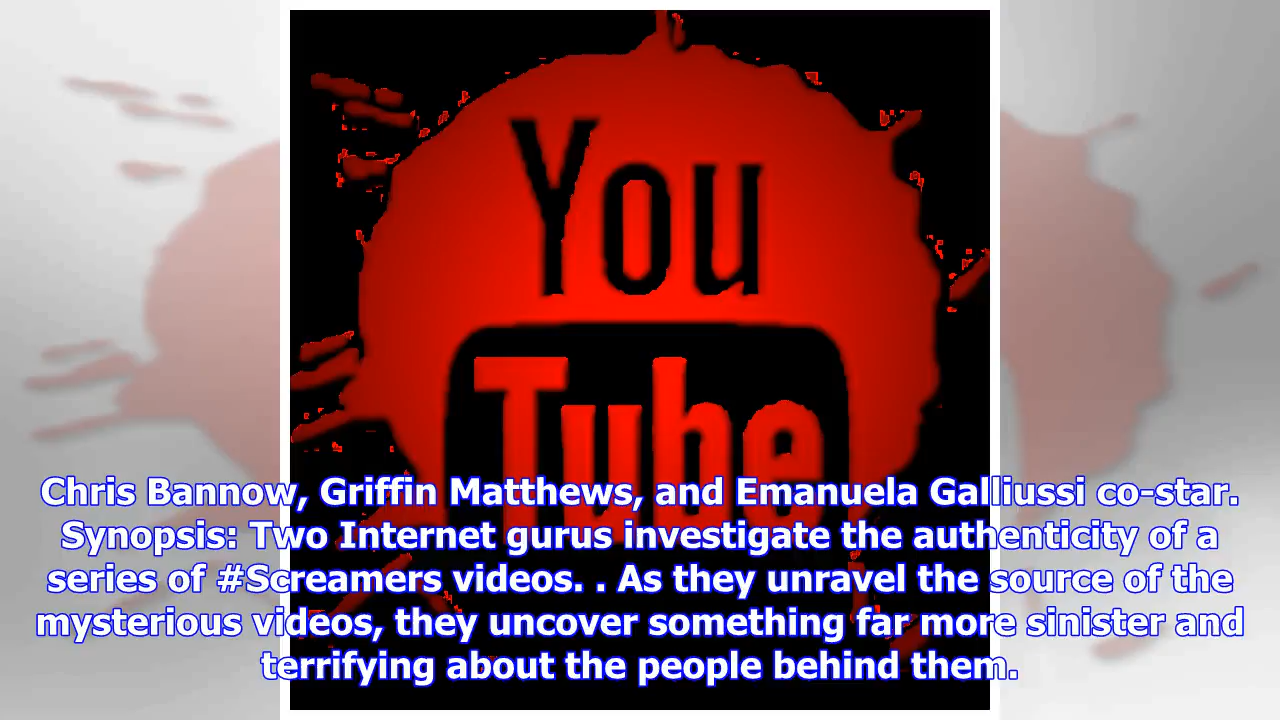 You
Tube
Chris Bannow, Griffin Matthews, and Emanuela Galliussi co-star.
Synopsis: Two Internet gurus investigate the authenticity of a
series of #Screamers videos. . As they unravel the source of the
mysterious videos, they uncover something far more sinister and
terrifying about the people behind them.